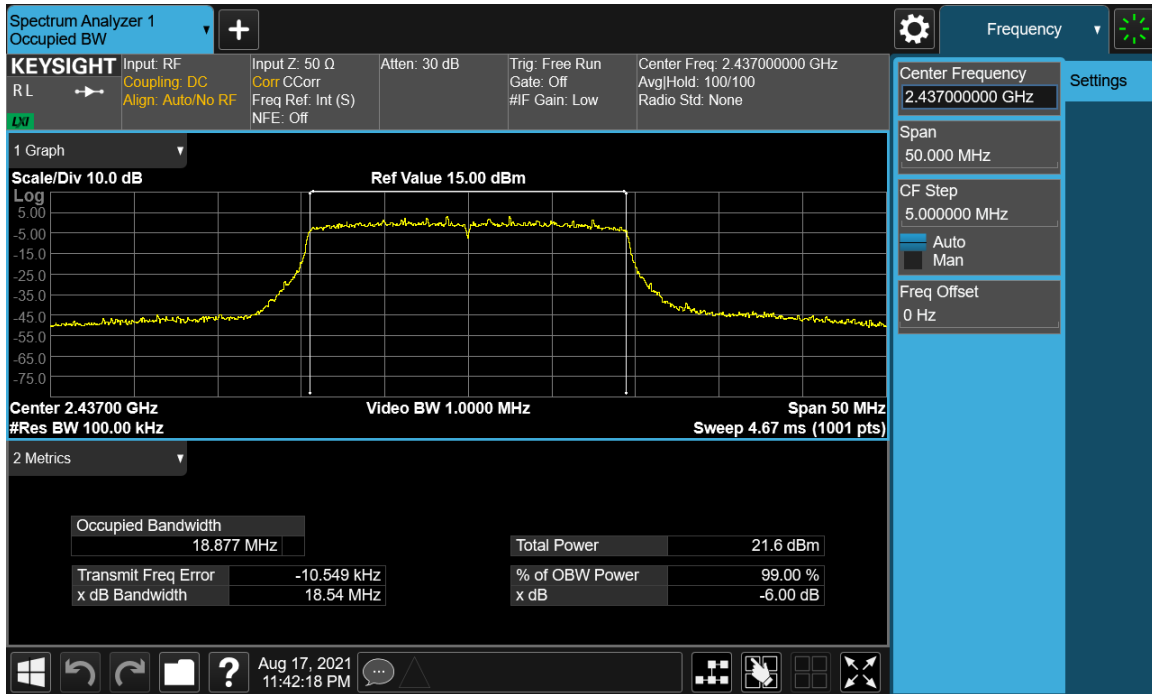 Spectrum Analyzer 1
Occupied BW
+
Frequency
KEYSIGHT
R L
LXI
Input: RF
Coupling: DC
Align: Auto/No RF
Input Z: 50 Ω
Corr CCorr
Freq Ref: Int (S)
NFE: Off
Atten: 30 dB
Trig: Free Run
Gate: Off
#IF Gain: Low
Center Freq: 2.437000000 GHz
Avg|Hold: 100/100
Radio Std: None
Center Frequency
2.437000000 GHz
Settings
Span
50.000 MHz
CF Step
5.000000 MHz
Auto
Man
Freq Offset
0 Hz
1 Graph
Scale/Div 10.0 dB
Ref Value 15.00 dBm
Log
5.00
-5.00
-15.0
-25.0
-35.0
-45.0
-55.0
-65.0
-75.0
Center 2.43700 GHz
Video BW 1.0000 MHz
Span 50 MHz
#Res BW 100.00 kHz
Sweep 4.67 ms (1001 pts)
2 Metrics
Occupied Bandwidth
18.877 MHz
Total Power 21.6 dBm
Transmit Freq Error -10.549 kHz
% of OBW Power 99.00 %
x dB Bandwidth 18.54 MHz
x dB -6.00 dB
?
Aug 17, 2021
11:42:18 PM